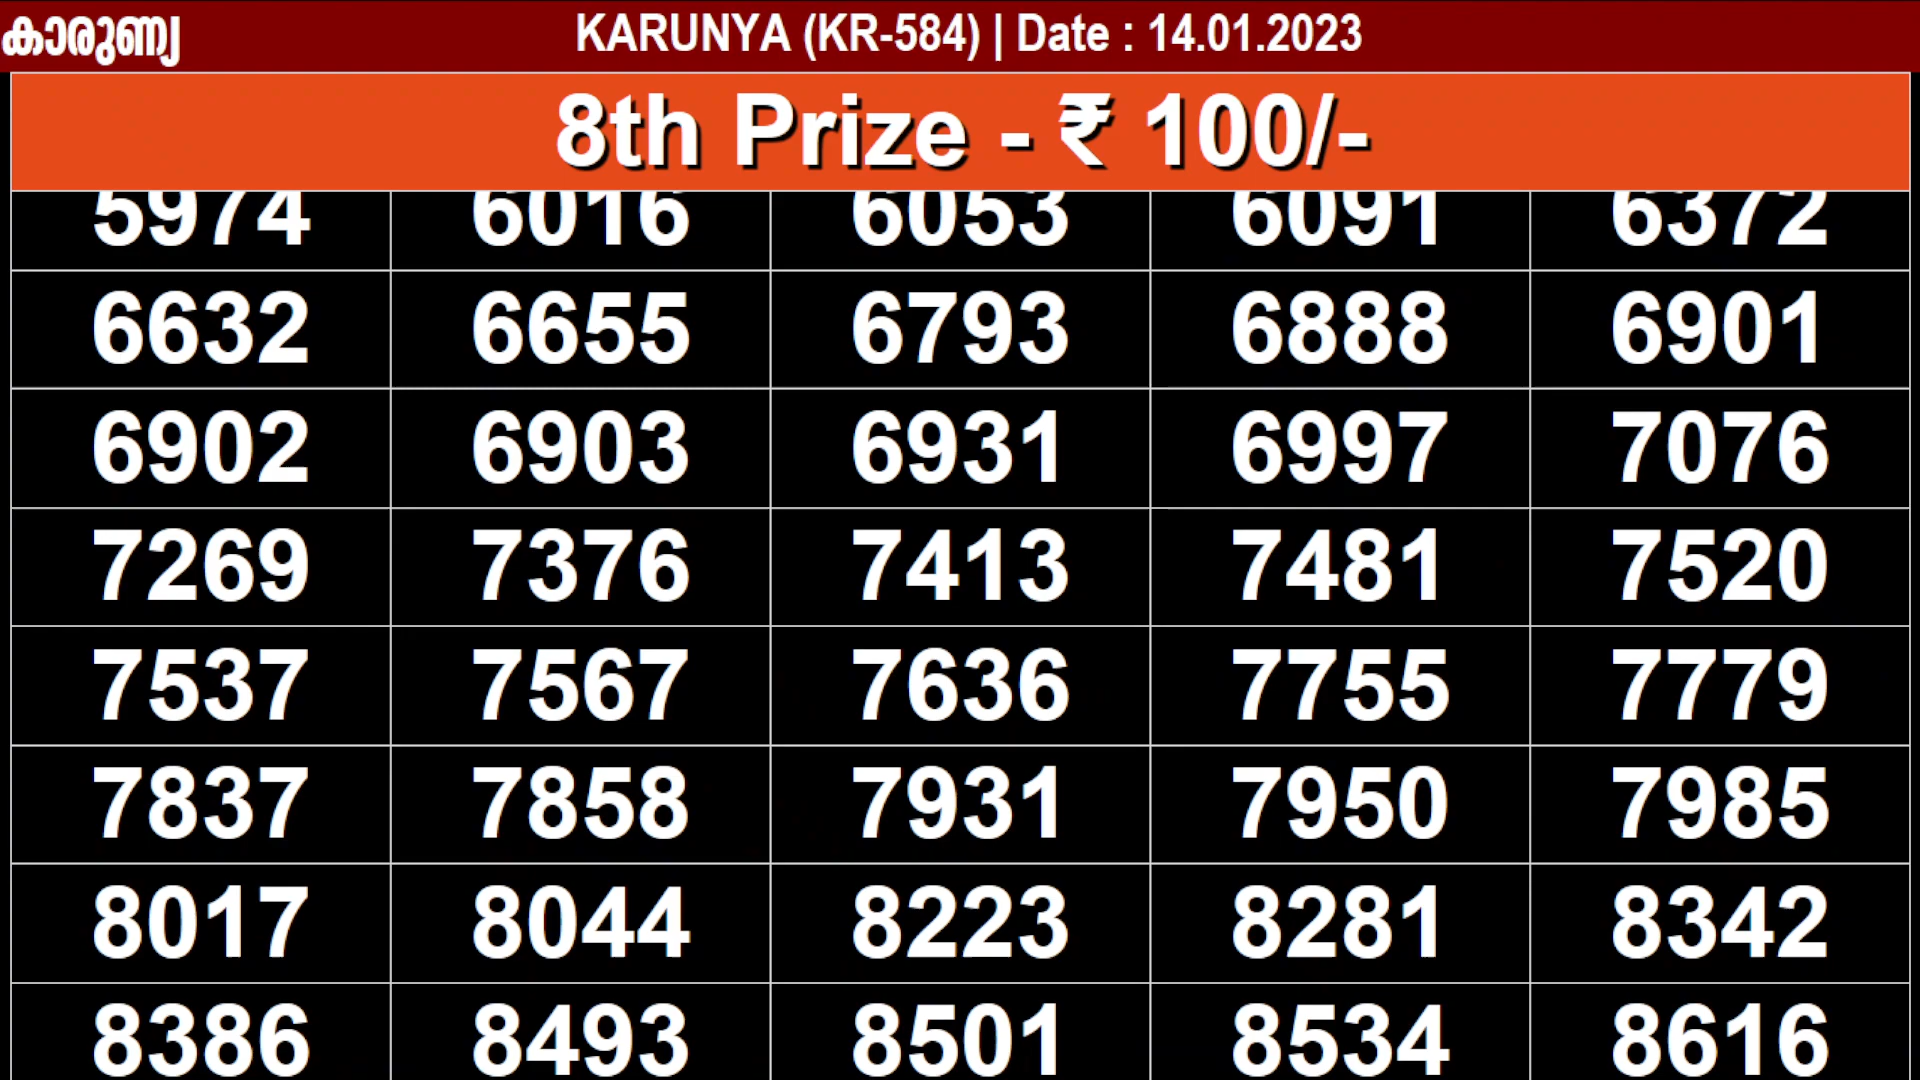 കാരുണ്യ KARUNYA (KR-584) | Date : 14.01.2023
8th Prize - ₹ 100/-
5974 6016 6053 6091 6372
6632 6655 6793 6888 6901
6902 6903 6931 6997 7076
7269 7376 7413 7481 7520
7537 7567 7636 7755 7779
7837 7858 7931 7950 7985
8017 8044 8223 8281 8342
8386 8493 8501 8534 8616